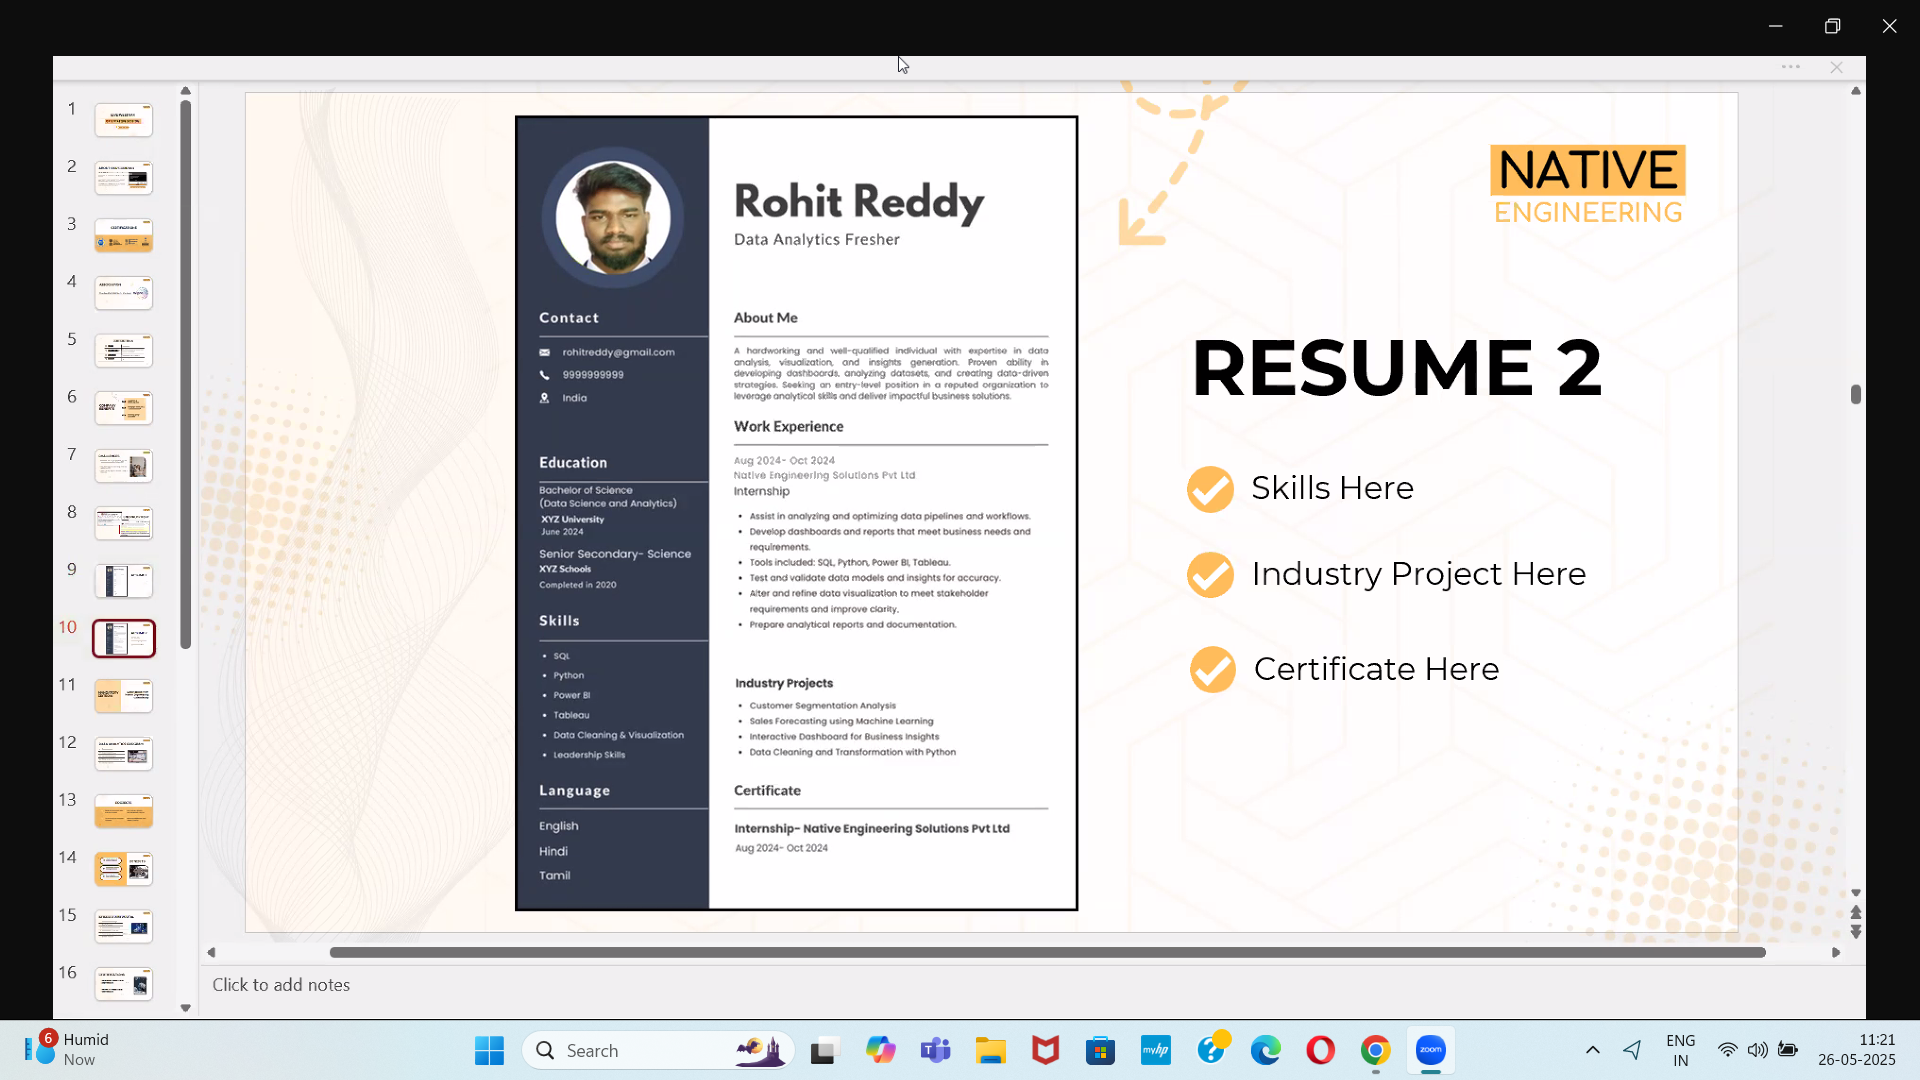 1
2
3
4
5
6
7
8
9
10
11
12
13
14
15
16
Rohit Reddy
Data Analytics Fresher
Contact
rohitreddy@gmail.com
9999999999
India
Education
Bachelor of Science
(Data Science and Analytics)
XYZ University
June 2024
Senior Secondary- Science
XYZ Schools
Completed in 2020
Skills
• SQL
• Python
• Power BI
• Tableau
• Data Cleaning & Visualization
• Leadership Skills
Language
English
Hindi
Tamil
About Me
A hardworking and well-qualified individual with expertise in data
analysis, visualization, and insights generation. Proven ability in
developing dashboards, analyzing datasets, and creating data-driven
strategies. Seeking an entry-level position in a reputed organization to
leverage analytical skills and deliver impactful business solutions.
Work Experience
Aug 2024- Oct 2024
Native Engineering Solutions Pvt Ltd
Internship
• Assist in analyzing and optimizing data pipelines and workflows.
• Develop dashboards and reports that meet business needs and
requirements.
• Tools included: SQL, Python, Power BI, Tableau.
• Test and validate data models and insights for accuracy.
• Alter and refine data visualization to meet stakeholder
requirements and improve clarity.
• Prepare analytical reports and documentation.
Industry Projects
• Customer Segmentation Analysis
• Sales Forecasting using Machine Learning
• Interactive Dashboard for Business Insights
• Data Cleaning and Transformation with Python
Certificate
Internship- Native Engineering Solutions Pvt Ltd
Aug 2024- Oct 2024
NATIVE
ENGINEERING
RESUME 2
Skills Here
Industry Project Here
Certificate Here
Click to add notes
6
Humid
Now
Search
myhp
zoom
ENG
IN
11:21
26-05-2025